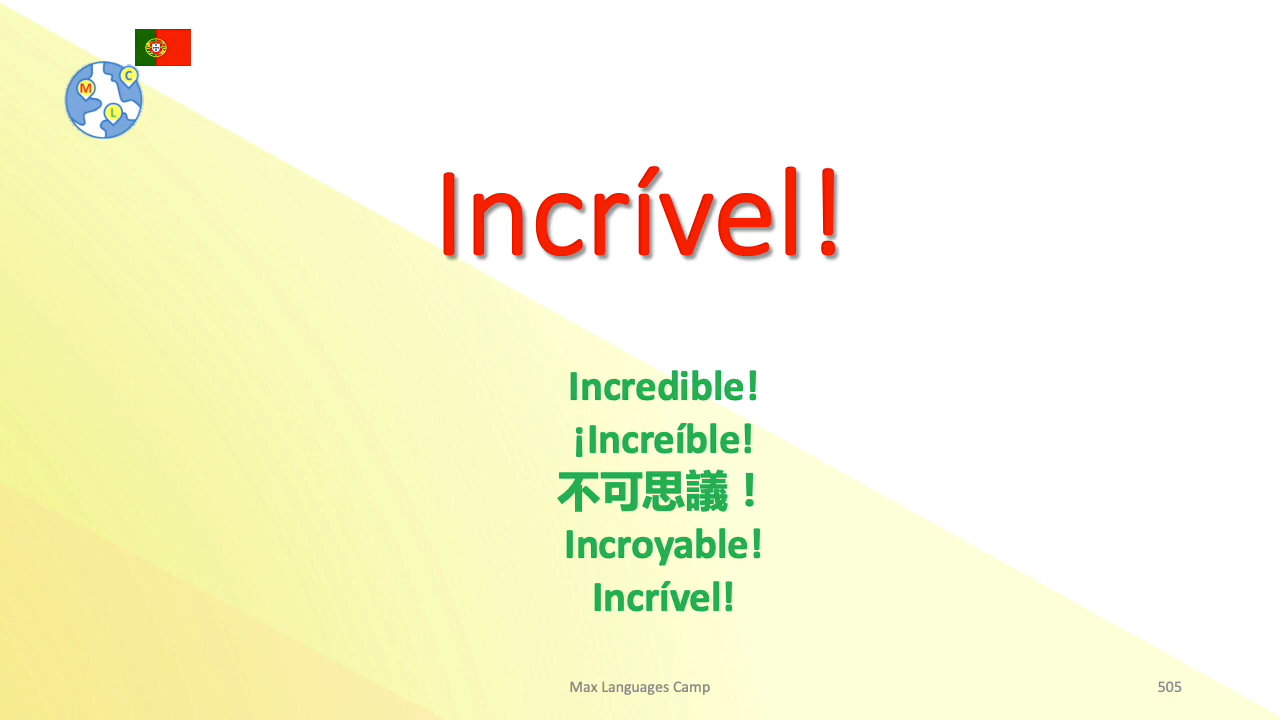 C
M
L
Incrível!
Incredible!
¡Increíble!
不可思議！
Incroyable!
Incrível!
Max Languages Camp
505